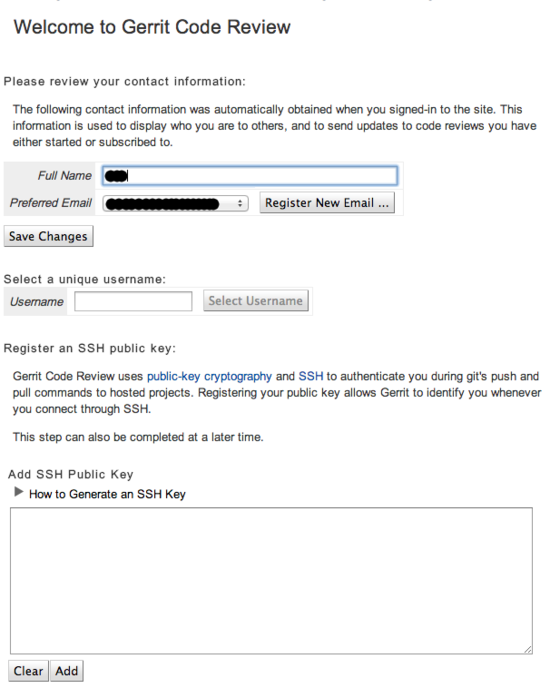 Welcome to Gerrit Code Review
Please review your contact information:
The following contact information was automatically obtained when you signed-in to the site. This
information is used to display who you are to others, and to send updates to code reviews you have
either started or subscribed to.
Full Name
Preferred Email Register New Email ...
Save Changes
Select a unique username:
Username Select Username
Register an SSH public key:
Gerrit Code Review uses public-key cryptography and SSH to authenticate you during git's push and
pull commands to hosted projects. Registering your public key allows Gerrit to identify you whenever
you connect through SSH.
This step can also be completed at a later time.
Add SSH Public Key
How to Generate an SSH Key
Clear Add